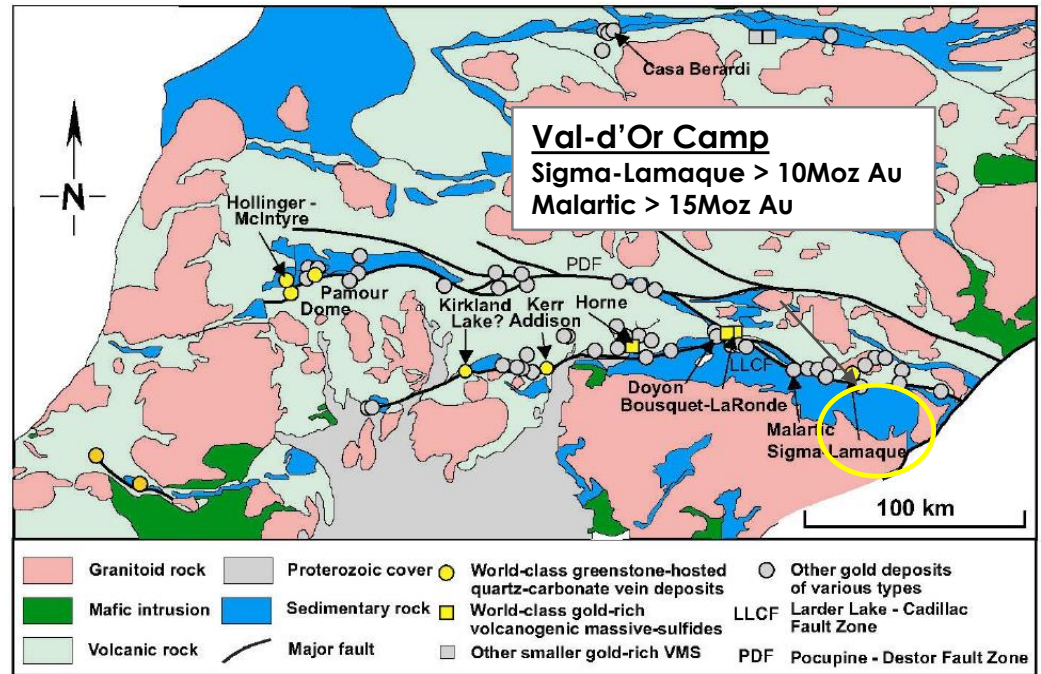 Casa Berardi
Val-d’Or Camp
Sigma-Lamaque > 10Moz Au
Malartic > 15Moz Au
N
Hollinger -
McIntyre
PDF
Pamour
Dome
Kirkland
Lake?
Kerr
Addison
Horne
LLCF
Doyon
Bousquet-LaRonde
Malartic
Sigma-Lamaque
100 km
Granitoid rock
Mafic intrusion
Volcanic rock
Proterozoic cover
Sedimentary rock
Major fault
World-class greenstone-hosted
quartz-carbonate vein deposits
World-class gold-rich
volcanogenic massive-sulfides
Other smaller gold-rich VMS
Other gold deposits
of various types
LLCF Larder Lake - Cadillac
Fault Zone
PDF Pocupine - Destor Fault Zone